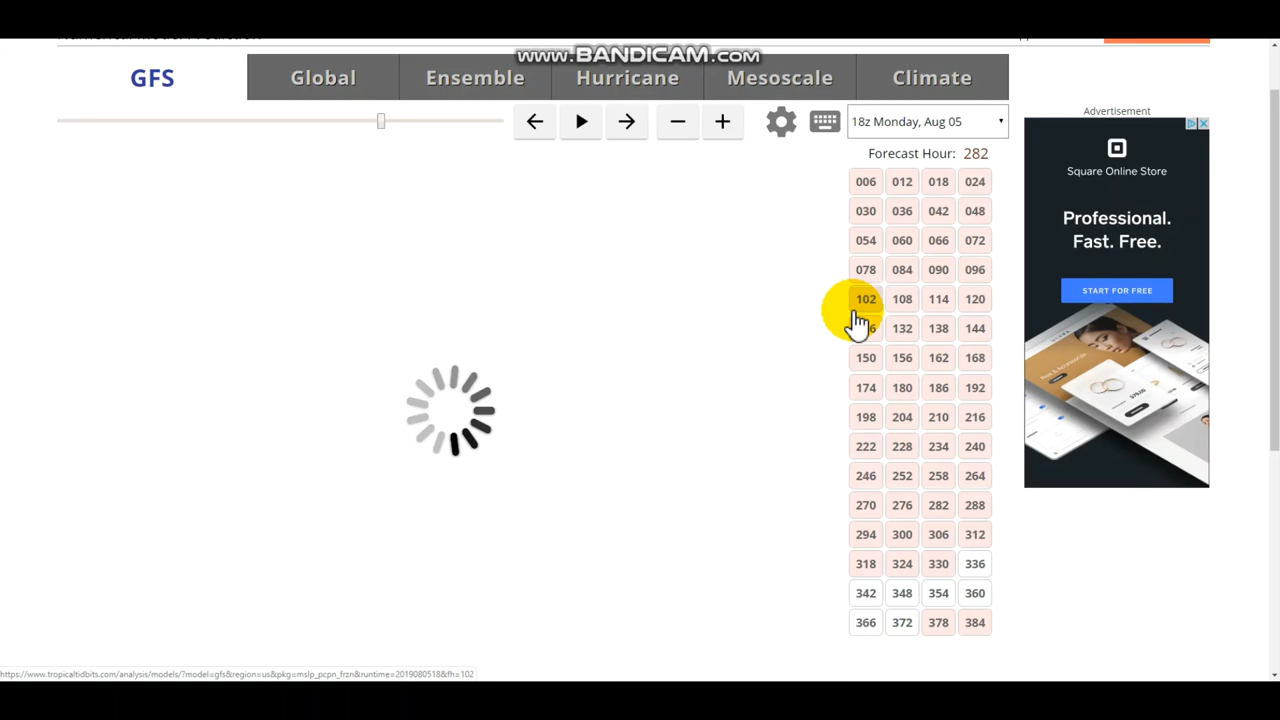 WWW.BANDICAM.COM
GFS Global Ensemble Hurricane Mesoscale Climate
18z Monday, Aug 05
Forecast Hour: 282
006 012 018 024
030 036 042 048
054 060 066 072
078 084 090 096
102 108 114 120
132 138 144
150 156 162 168
174 180 186 192
198 204 210 216
222 228 234 240
246 252 258 264
270 276 282 288
294 300 306 312
318 324 330 336
342 348 354 360
366 372 378 384
Advertisement
Square Online Store
Professional.
Fast. Free.
START FOR FREE
https://www.tropicaltidbits.com/analysis/models/?model=gfs&region=us&pkg=mslp_pcpn_frzn&runtime=2019080518&fh=102